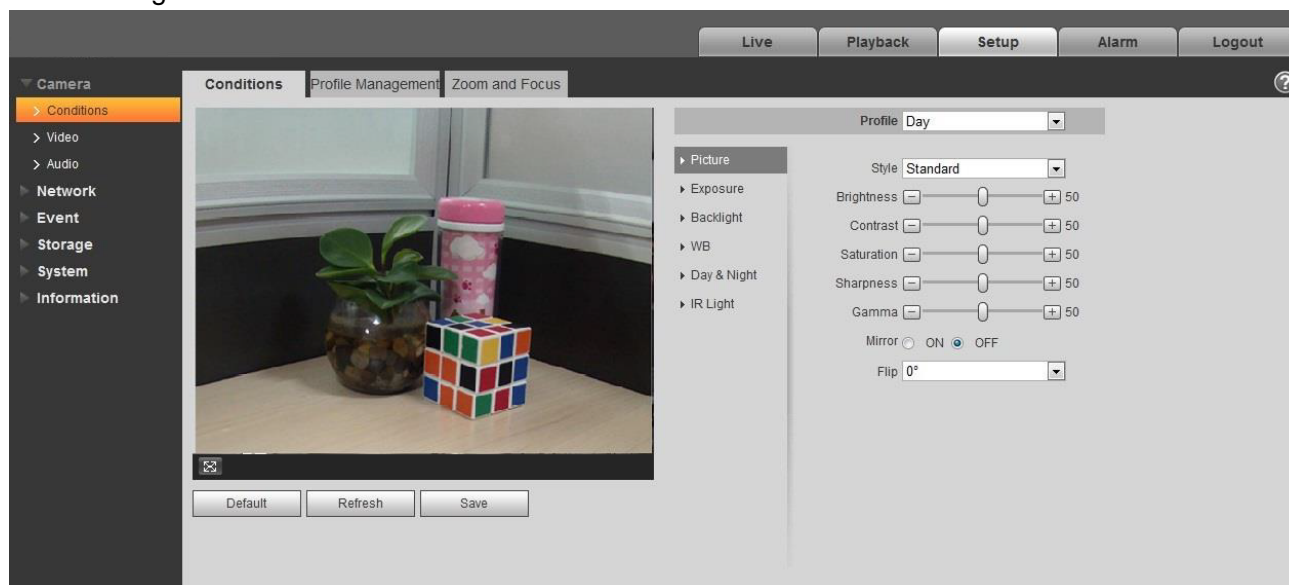 Live Playback Setup Alarm Logout
Camera
Conditions
Video
Audio
Network
Event
Storage
System
Information
Conditions Profile Management Zoom and Focus
?
Default Refresh Save
Profile Day
Picture
Exposure
Backlight
WB
Day & Night
IR Light
Style Standard
Brightness 50
Contrast 50
Saturation 50
Sharpness 50
Gamma 50
Mirror ON OFF
Flip 0°